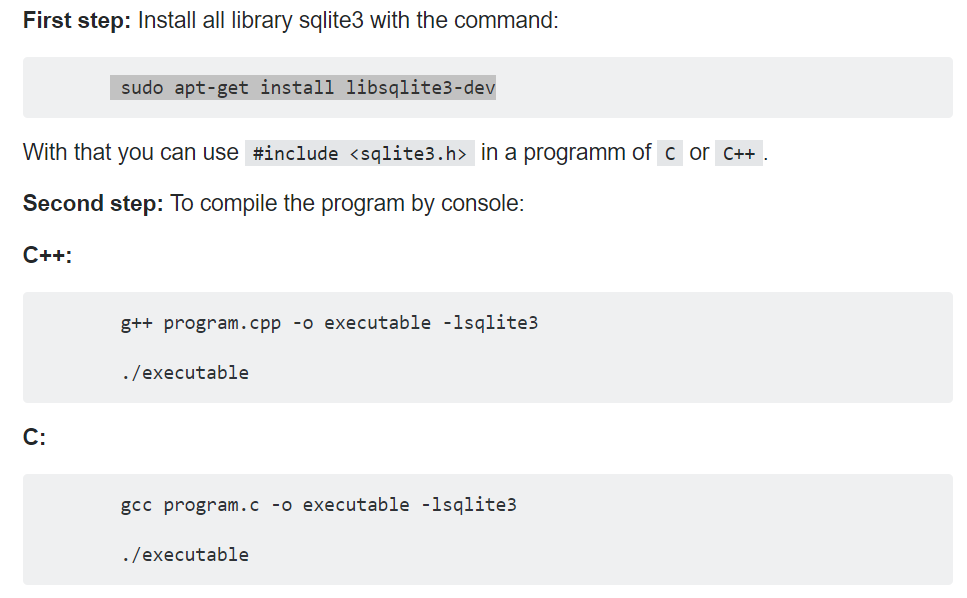 First step: Install all library sqlite3 with the command:
sudo apt-get install libsqlite3-dev
With that you can use #include <sqlite3.h> in a programm of C or C++.
Second step: To compile the program by console:
C++:
g++ program.cpp -o executable -lsqlite3
./executable
C:
gcc program.c -o executable -lsqlite3
./executable